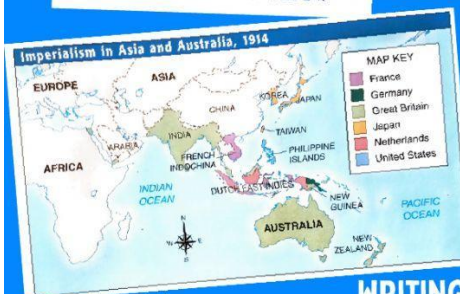 Imperialism in Asia and Australia, 1914
EUROPE
ASIA
MAP KEY
France
Germany
Great Britain
Japan
Netherlands
United States
KOREA
JAPAN
CHINA
ARABIA
INDIA
TAIWAN
AFRICA
FRENCH
INDOCHINA
PHILIPPINE
ISLANDS
INDIAN
OCEAN
DUTCH EAST INDIES
NEW
GUINEA
PACIFIC
OCEAN
AUSTRALIA
NEW
ZEALAND
N
W
E
S
WRITING